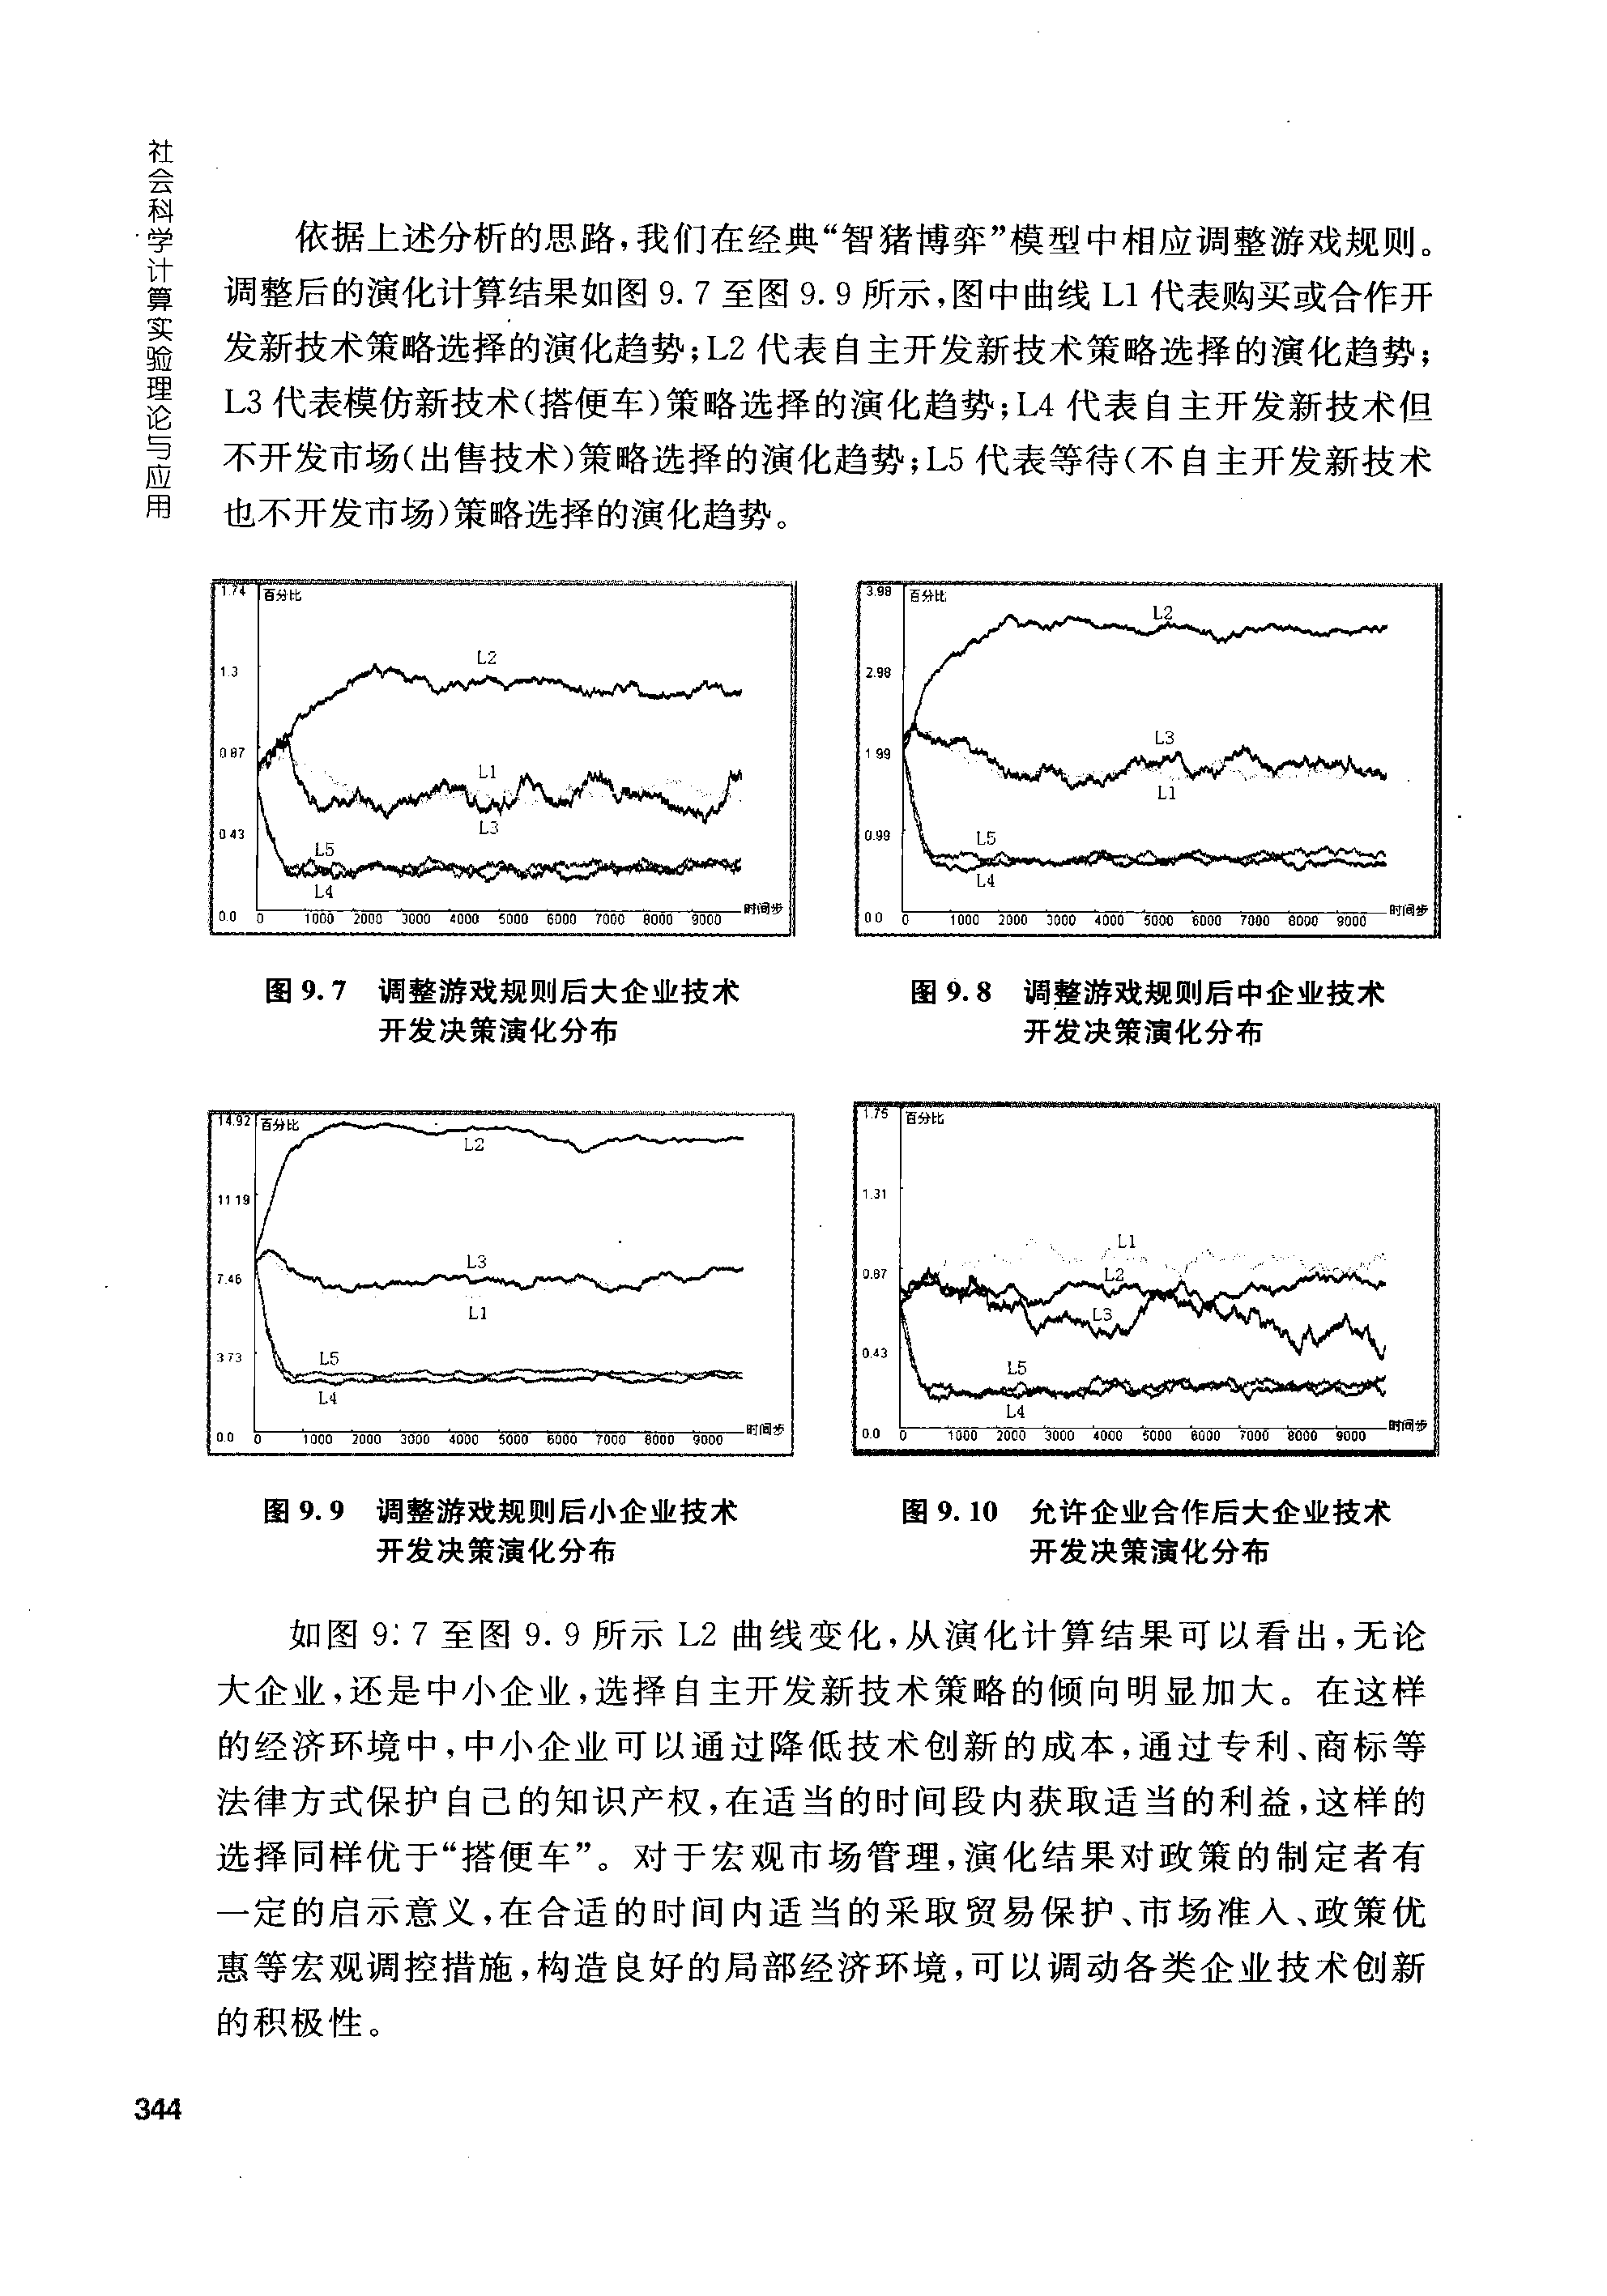 社会科学计算实验理论与应用
依据上述分析的思路,我们在经典“智猪博弈”模型中相应调整游戏规则。
调整后的演化计算结果如图 9.7 至图 9.9 所示,图中曲线 L1 代表购买或合作开
发新技术策略选择的演化趋势;L2 代表自主开发新技术策略选择的演化趋势;
L3 代表模仿新技术(搭便车)策略选择的演化趋势;L4 代表自主开发新技术但
不开发市场(出售技术)策略选择的演化趋势;L5 代表等待(不自主开发新技术
也不开发市场)策略选择的演化趋势。
1.74 百分比
L2
1.3
0.87
L1
L3
0.43
L5
L4
0.0 0 1000 2000 3000 4000 5000 6000 7000 8000 9000 时间步
图 9.7 调整游戏规则后大企业技术
开发决策演化分布
3.98 百分比
L2
2.98
L3
1.99
L1
0.99
L5
L4
0.0 0 1000 2000 3000 4000 5000 6000 7000 8000 9000 时间步
图 9.8 调整游戏规则后中企业技术
开发决策演化分布
14.92 百分比
L2
11.19
L3
7.46
L1
3.73
L5
L4
0.0 0 1000 2000 3000 4000 5000 6000 7000 8000 9000 时间步
图 9.9 调整游戏规则后小企业技术
开发决策演化分布
1.75 百分比
1.31
L1
0.87
L2
L3
0.43
L5
L4
0.0 0 1000 2000 3000 4000 5000 6000 7000 8000 9000 时间步
图 9.10 允许企业合作后大企业技术
开发决策演化分布
如图 9.7 至图 9.9 所示 L2 曲线变化,从演化计算结果可以看出,无论
大企业,还是中小企业,选择自主开发新技术策略的倾向明显加大。在这样
的经济环境中,中小企业可以通过降低技术创新的成本,通过专利、商标等
法律方式保护自己的知识产权,在适当的时间段内获取适当的利益,这样的
选择同样优于“搭便车”。对于宏观市场管理,演化结果对政策的制定者有
一定的启示意义,在合适的时间内适当的采取贸易保护、市场准入、政策优
惠等宏观调控措施,构造良好的局部经济环境,可以调动各类企业技术创新
的积极性。
344